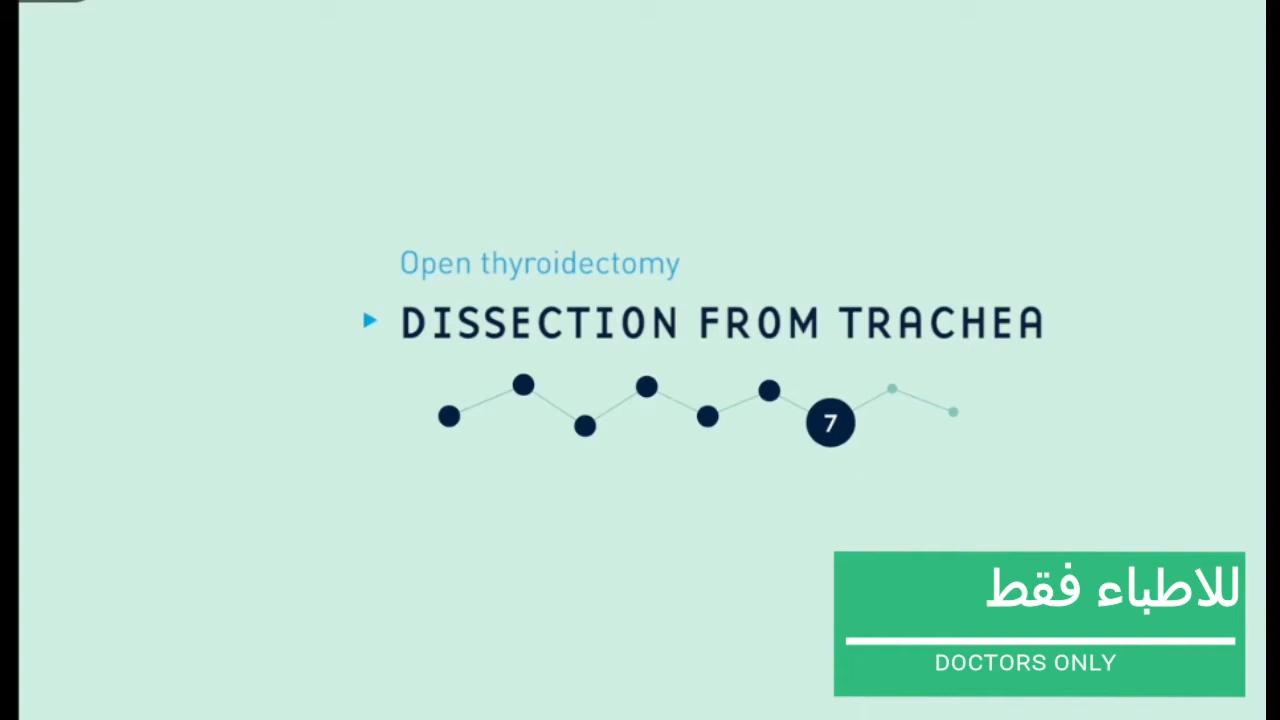 Open thyroidectomy
DISSECTION FROM TRACHEA
7
للاطباء فقط
DOCTORS ONLY